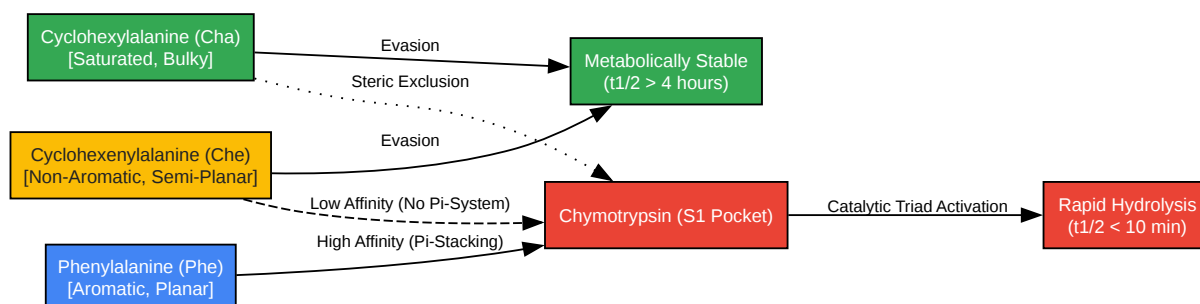 Cyclohexylalanine (Cha)
[Saturated, Bulky]
Evasion
Steric Exclusion
Metabolically Stable
(t1/2 > 4 hours)
Cyclohexenylalanine (Che)
[Non-Aromatic, Semi-Planar]
Evasion
Low Affinity (No Pi-System)
High Affinity (Pi-Stacking)
Chymotrypsin (S1 Pocket)
Catalytic Triad Activation
Rapid Hydrolysis
(t1/2 < 10 min)
Phenylalanine (Phe)
[Aromatic, Planar]